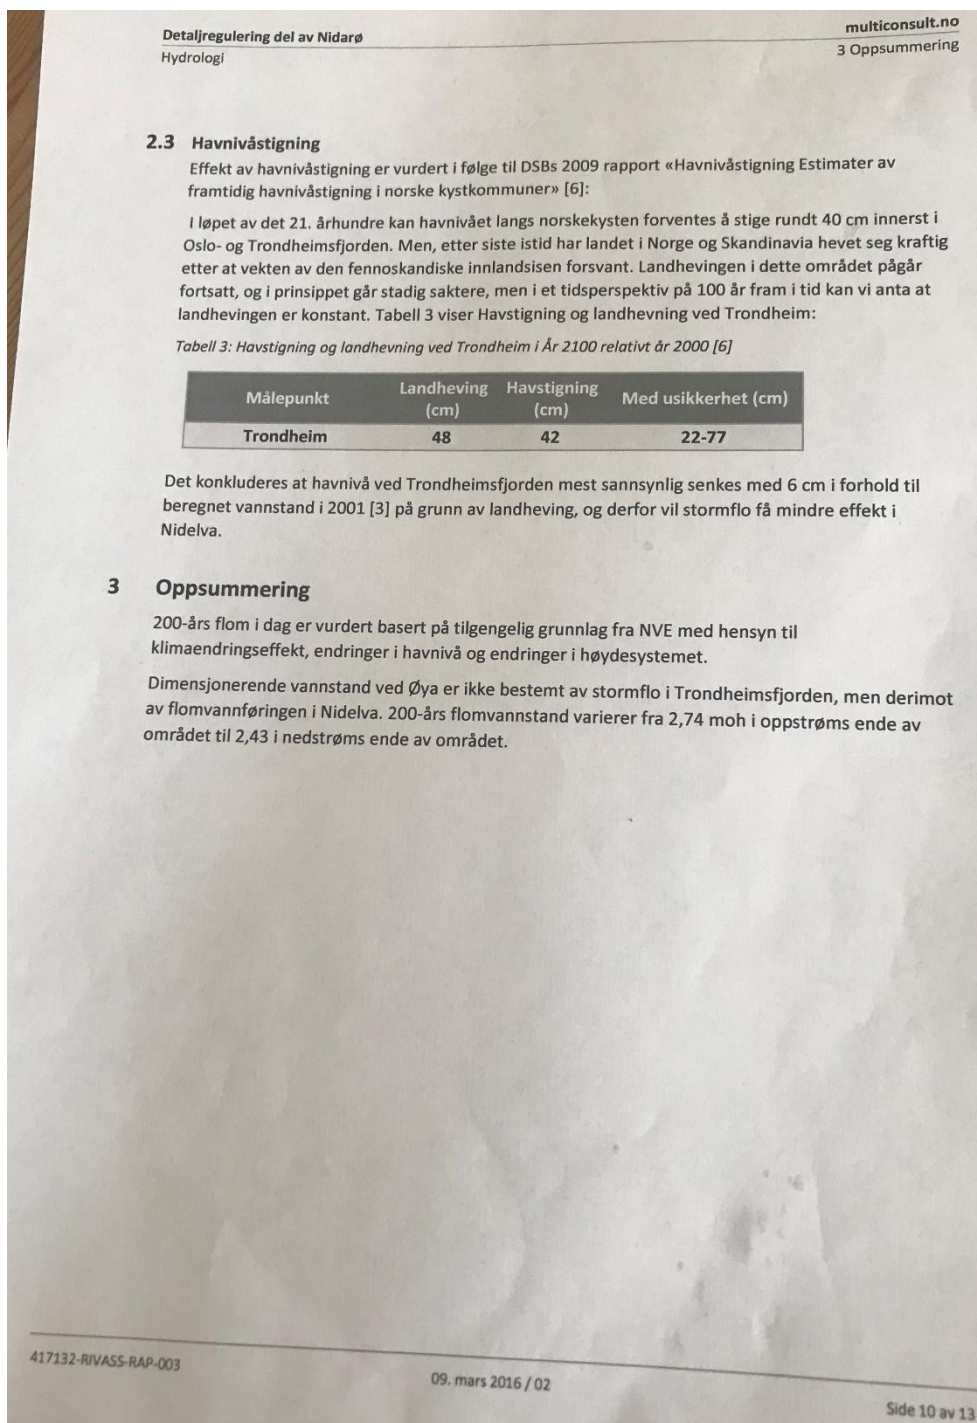 Detaljregulering del av Nidarø
multiconsult.no
Hydrologi
3 Oppsummering
2.3 Havnivåstigning
Effekt av havnivåstigning er vurdert i følge til DSBs 2009 rapport «Havnivåstigning Estimater av
framtidig havnivåstigning i norske kystkommuner» [6]:
I løpet av det 21. århundre kan havnivået langs norskekysten forventes å stige rundt 40 cm innerst i
Oslo- og Trondheimsfjorden. Men, etter siste istid har landet i Norge og Skandinavia hevet seg kraftig
etter at vekten av den fennoskandiske innlandsisen forsvant. Landhevingen i dette området pågår
fortsatt, og i prinsippet går stadig saktere, men i et tidsperspektiv på 100 år fram i tid kan vi anta at
landhevingen er konstant. Tabell 3 viser Havstigning og landhevning ved Trondheim:
Tabell 3: Havstigning og landhevning ved Trondheim i År 2100 relativt år 2000 [6]
Målepunkt Landheving (cm) Havstigning (cm) Med usikkerhet (cm)
Trondheim 48 42 22-77
Det konkluderes at havnivå ved Trondheimsfjorden mest sannsynlig senkes med 6 cm i forhold til
beregnet vannstand i 2001 [3] på grunn av landheving, og derfor vil stormflo få mindre effekt i
Nidelva.
3 Oppsummering
200-års flom i dag er vurdert basert på tilgengelig grunnlag fra NVE med hensyn til
klimaendringseffekt, endringer i havnivå og endringer i høydesystemet.
Dimensjonerende vannstand ved Øya er ikke bestemt av stormflo i Trondheimsfjorden, men derimot
av flomvannføringen i Nidelva. 200-års flomvannstand varierer fra 2,74 moh i oppstrøms ende av
området til 2,43 i nedstrøms ende av området.
417132-RIVASS-RAP-003
09. mars 2016 / 02
Side 10 av 13